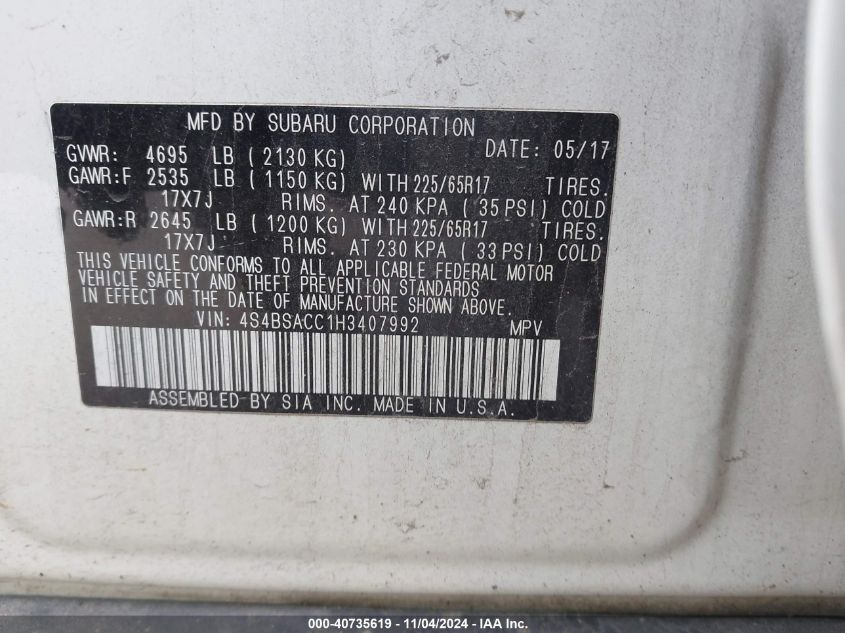 MFD BY SUBARU CORPORATION
GVWR: 4695 LB ( 2130 KG) DATE: 05/17
GAWR:F 2535 LB ( 1150 KG) WITH 225/65R17 TIRES.
17X7J RIMS. AT 240 KPA ( 35 PSI) COLD
GAWR:R 2645 LB ( 1200 KG) WITH 225/65R17 TIRES.
17X7J RIMS. AT 230 KPA ( 33 PSI) COLD
THIS VEHICLE CONFORMS TO ALL APPLICABLE FEDERAL MOTOR
VEHICLE SAFETY AND THEFT PREVENTION STANDARDS
IN EFFECT ON THE DATE OF MANUFACTURE SHOWN ABOVE.
VIN: 4S4BSACC1H3407992 MPV
ASSEMBLED BY SIA INC. MADE IN U.S.A.
000-40735619 - 11/04/2024 - IAA Inc.